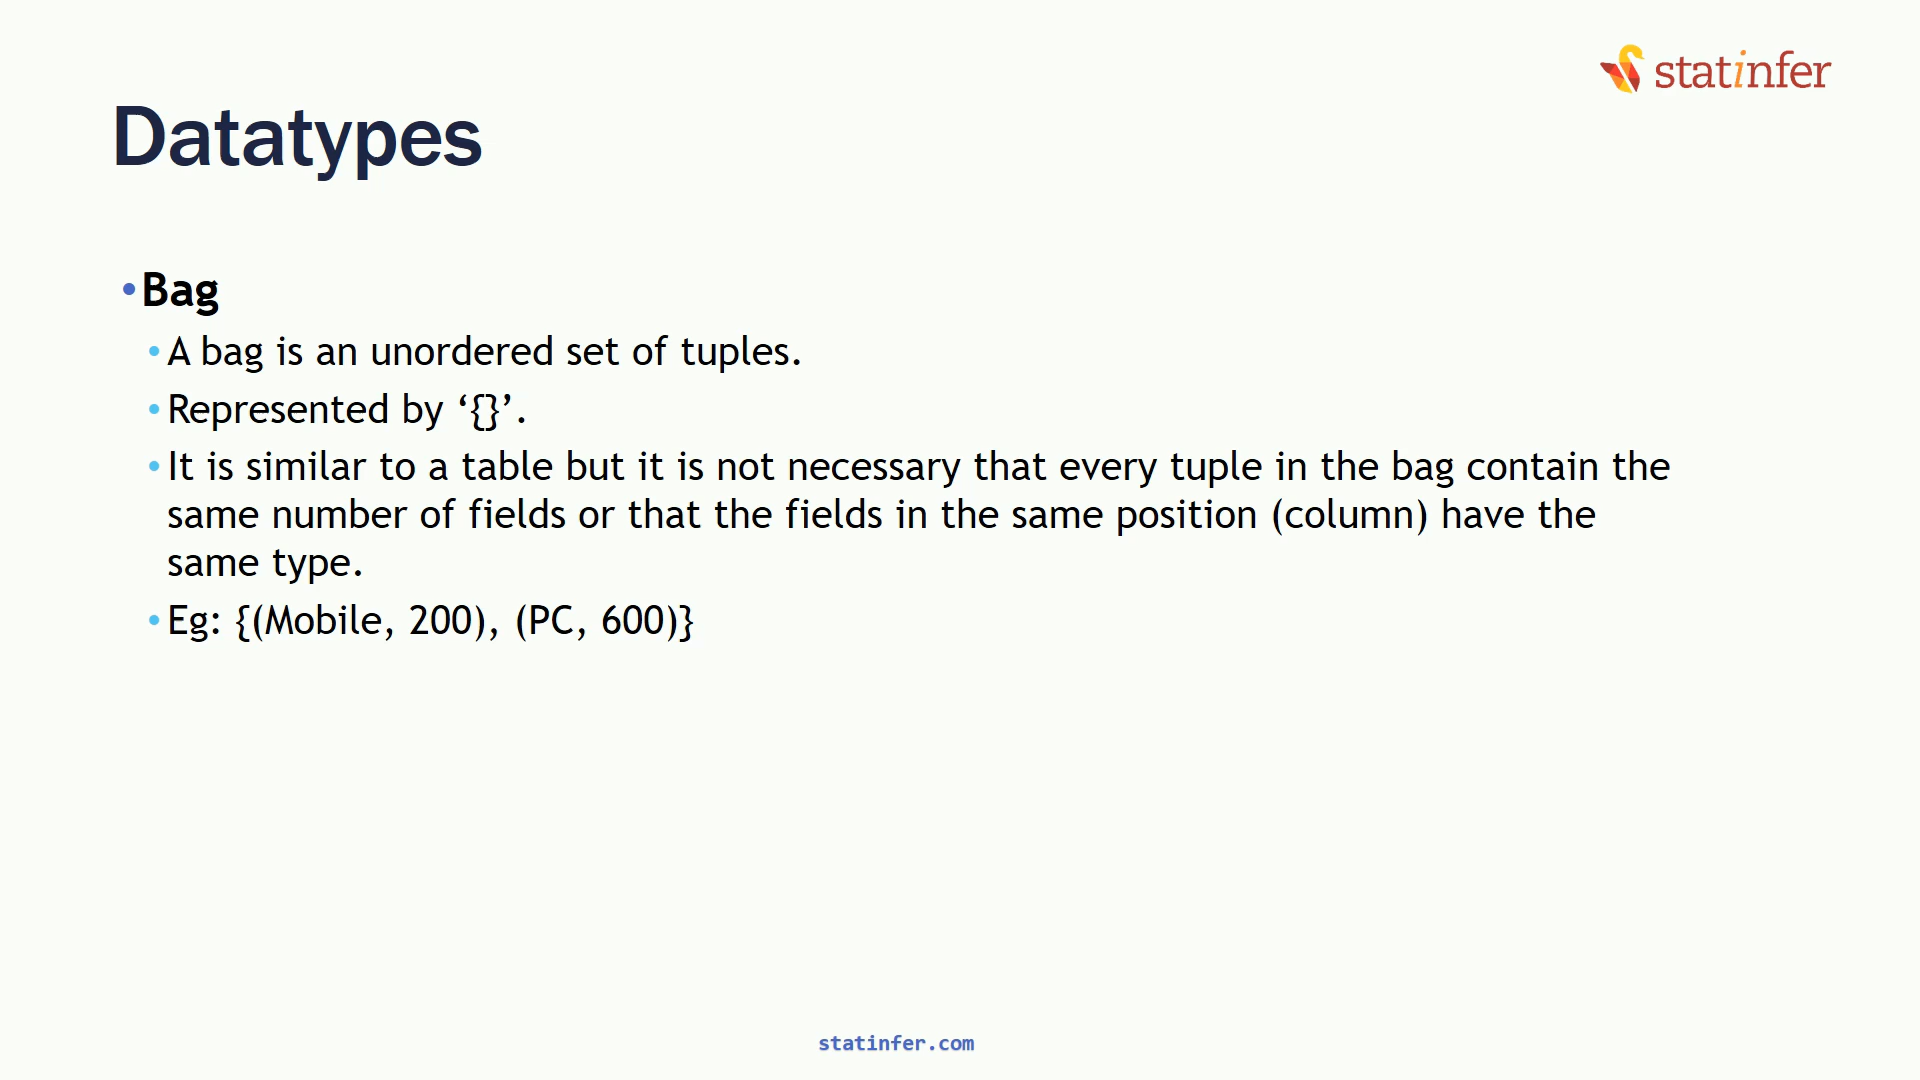 statinfer
Datatypes
•Bag
•A bag is an unordered set of tuples.
•Represented by ‘{}’.
•It is similar to a table but it is not necessary that every tuple in the bag contain the
same number of fields or that the fields in the same position (column) have the
same type.
•Eg: {(Mobile, 200), (PC, 600)}
statinfer.com